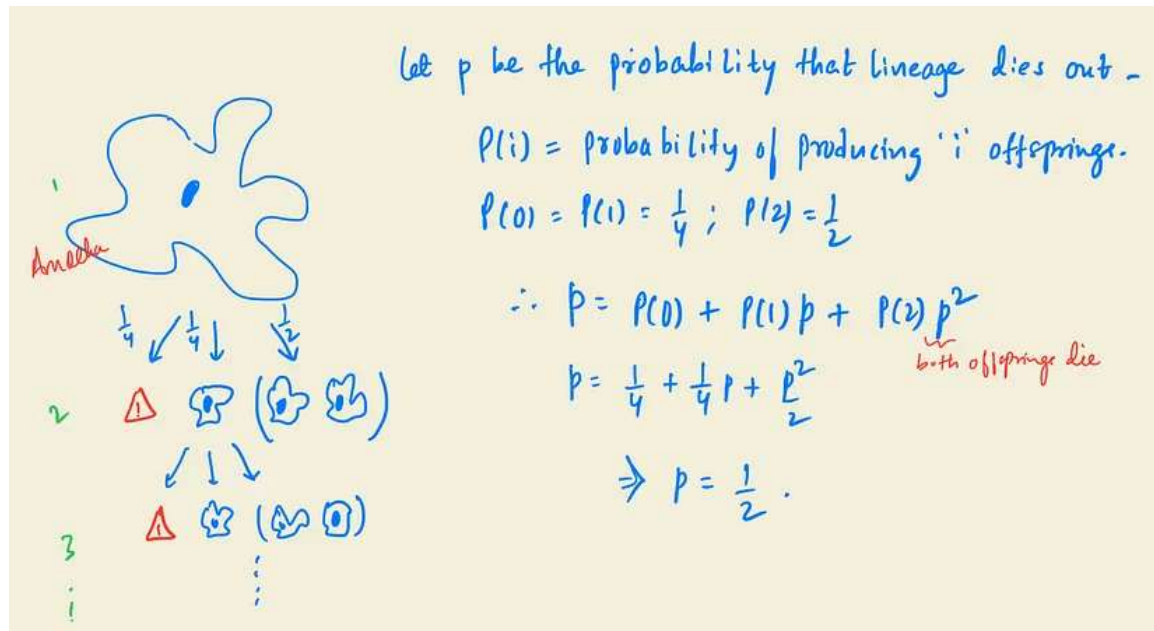 Let p be the probability that lineage dies out -
P(i) = probability of producing 'i' offsprings.
P(0) = P(1) = 1/4 ; P(2) = 1/2
∴ p = P(0) + P(1) p + P(2) p²
both offsprings die
p = 1/4 + 1/4 p + p²/2
⇒ p = 1/2 .
1
Amoeba
1/4 1/4 1/2
2
!
3
!
⋮